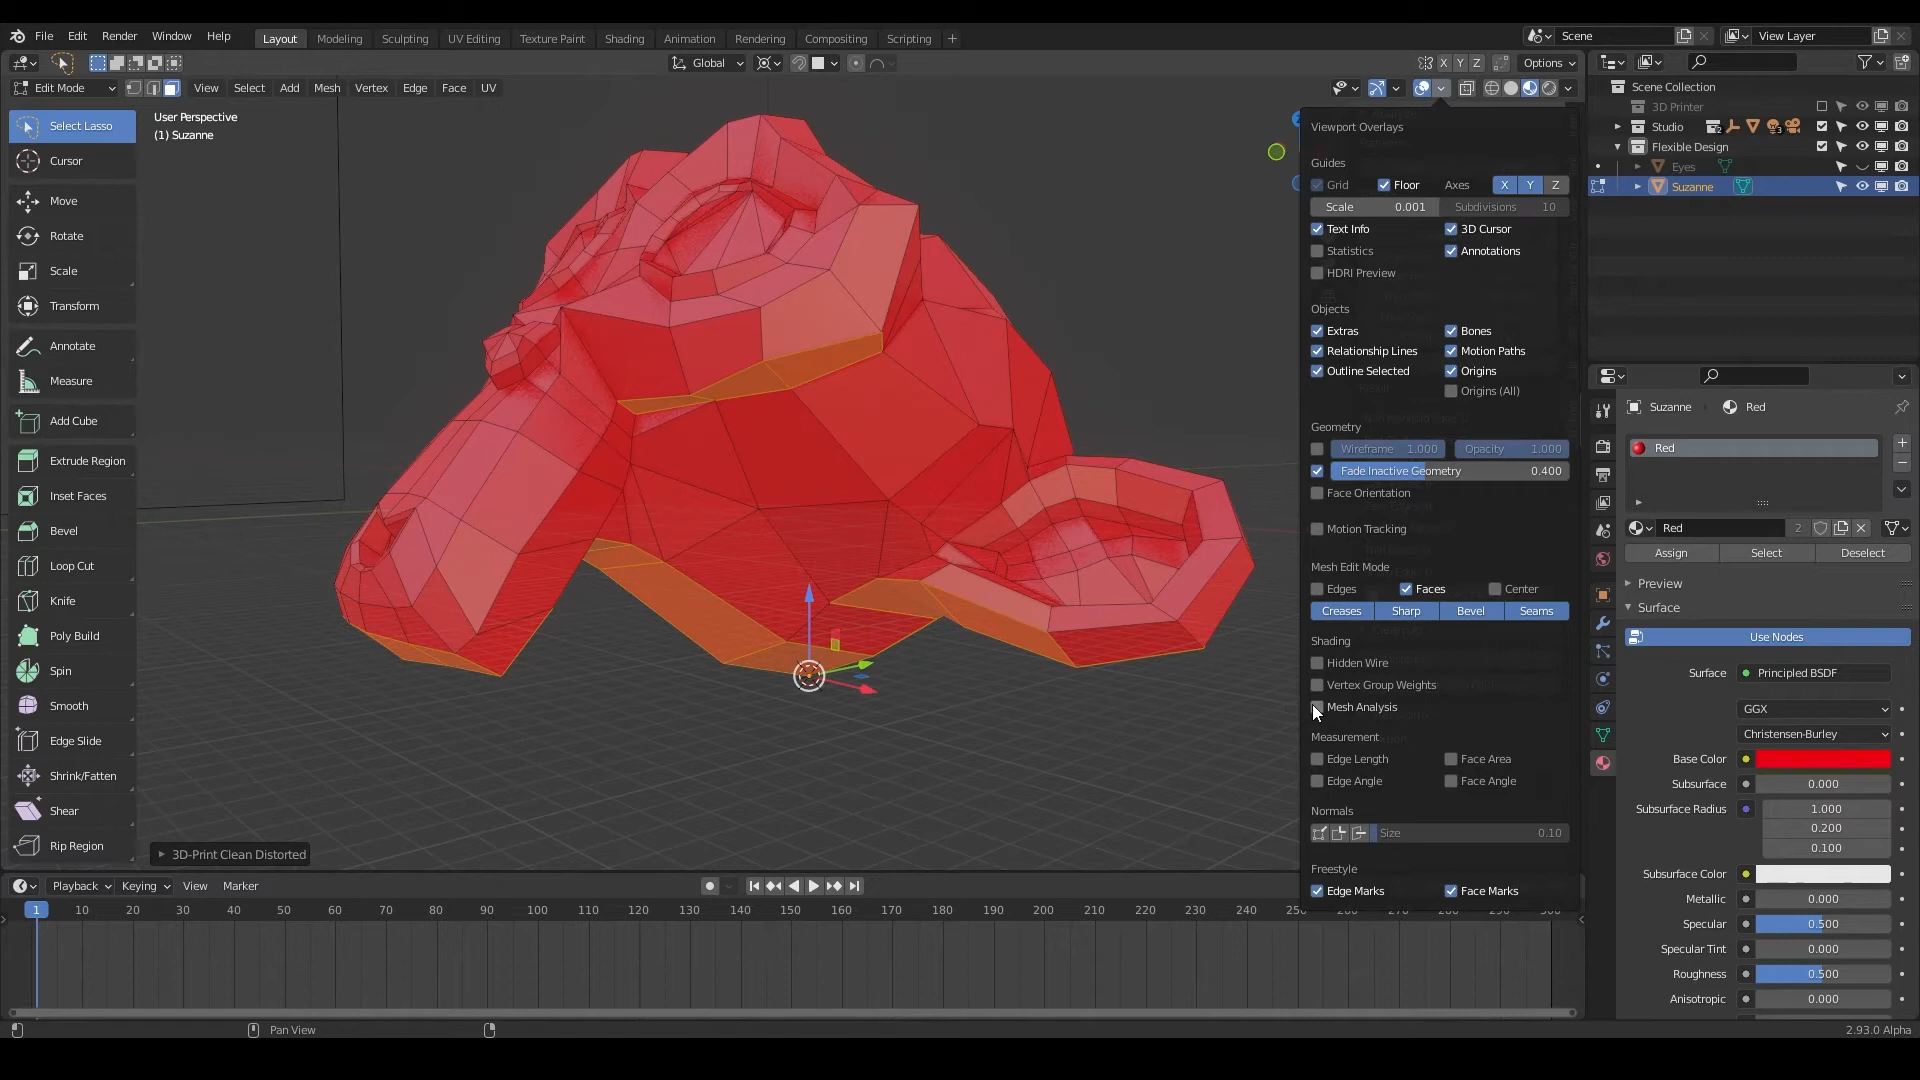 File Edit Render Window Help Layout Modeling Sculpting UV Editing Texture Paint Shading Animation Rendering Compositing Scripting + Scene View Layer
Global X Y Z Options
Edit Mode View Select Add Mesh Vertex Edge Face UV
Scene Collection
3D Printer
Studio 2 3
Flexible Design
Eyes
Suzanne
User Perspective
(1) Suzanne
Select Lasso
Cursor
Move
Rotate
Scale
Transform
Annotate
Measure
Add Cube
Extrude Region
Inset Faces
Bevel
Loop Cut
Knife
Poly Build
Spin
Smooth
Edge Slide
Shrink/Fatten
Shear
Rip Region
3D-Print Clean Distorted
Viewport Overlays
Guides
Grid Floor Axes X Y Z
Scale 0.001 Subdivisions 10
Text Info 3D Cursor
Statistics Annotations
HDRI Preview
Objects
Extras Bones
Relationship Lines Motion Paths
Outline Selected Origins
Origins (All)
Geometry
Wireframe 1.000 Opacity 1.000
Fade Inactive Geometry 0.400
Face Orientation
Motion Tracking
Mesh Edit Mode
Edges Faces Center
Creases Sharp Bevel Seams
Shading
Hidden Wire
Vertex Group Weights
Mesh Analysis
Measurement
Edge Length Face Area
Edge Angle Face Angle
Normals
Size 0.10
Freestyle
Edge Marks Face Marks
Suzanne Red
Red
Red 2
Assign Select Deselect
Preview
Surface
Use Nodes
Surface Principled BSDF
GGX
Christensen-Burley
Base Color
Subsurface 0.000
Subsurface Radius 1.000
0.200
0.100
Subsurface Color
Metallic 0.000
Specular 0.500
Specular Tint 0.000
Roughness 0.500
Anisotropic 0.000
Playback Keying View Marker
1 10 20 30 40 50 60 70 80 90 100 110 120 130 140 150 160 170 180 190 200 210 220 230 240
Pan View 2.93.0 Alpha